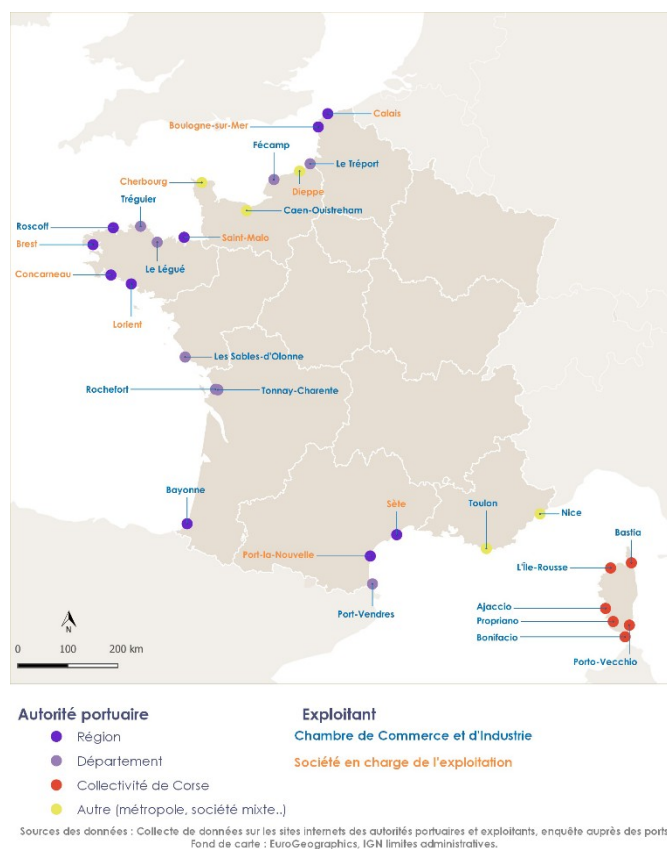 Calais
Boulogne-sur-Mer
Fécamp
Le Tréport
Cherbourg
Dieppe
Tréguier
Caen-Ouistreham
Roscoff
Saint-Malo
Brest
Le Légué
Concarneau
Lorient
Les Sables-d'Olonne
Rochefort
Tonnay-Charente
Bayonne
Sète
Toulon
Nice
Bastia
Port-la-Nouvelle
L'Île-Rousse
Ajaccio
Port-Vendres
Propriano
Bonifacio
Porto-Vecchio
N
0 100 200 km
Autorité portuaire
Région
Département
Collectivité de Corse
Autre (métropole, société mixte..)
Exploitant
Chambre de Commerce et d'Industrie
Société en charge de l'exploitation
Sources des données : Collecte de données sur les sites internets des autorités portuaires et exploitants, enquête auprès des ports
Fond de carte : EuroGeographics, IGN limites administratives.